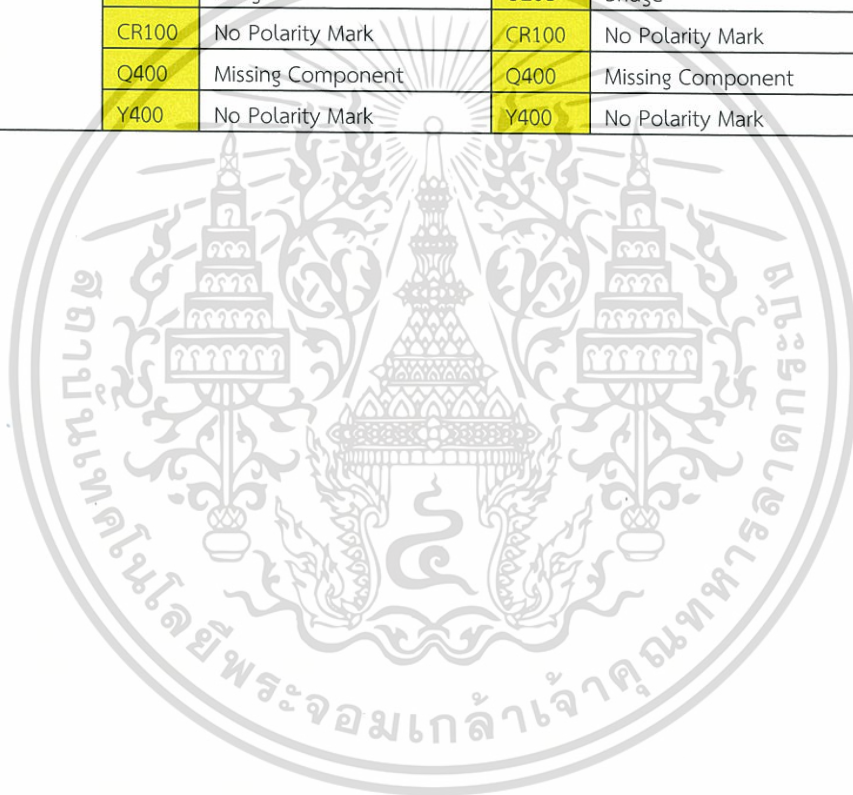 CR100 No Polarity Mark CR100 No Polarity Mark
Q400 Missing Component Q400 Missing Component
Y400 No Polarity Mark Y400 No Polarity Mark
สถาบันเทคโนโลยีพระจอมเกล้าเจ้าคุณทหารลาดกระบัง